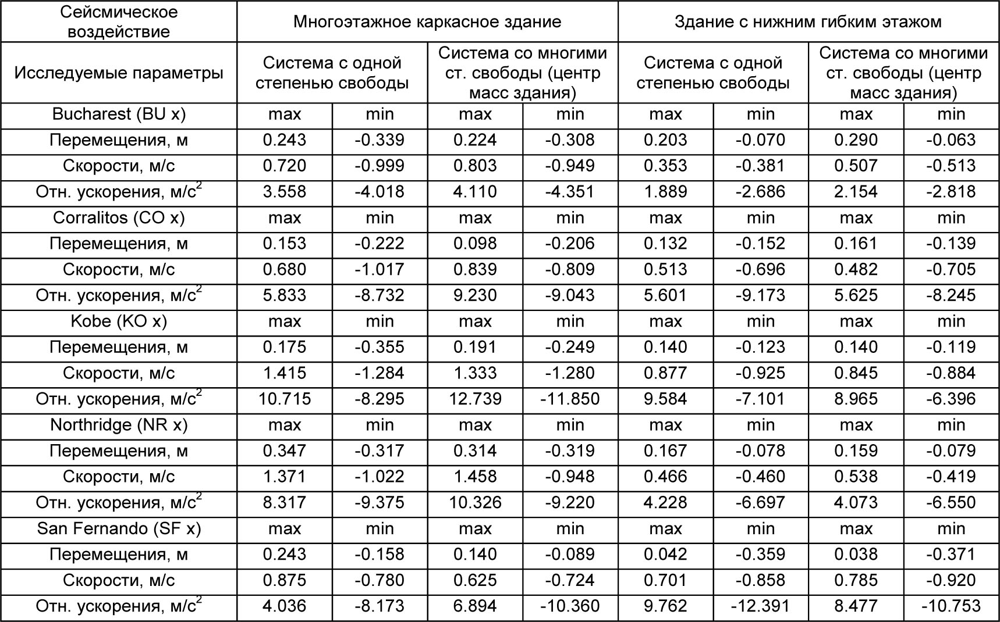 Сейсмическое
воздействие
Многоэтажное каркасное здание
Здание с нижним гибким этажом
Исследуемые параметры
Система с одной
степенью свободы
Система со многими
ст. свободы (центр
масс здания)
Система с одной
степенью свободы
Система со многими
ст. свободы (центр
масс здания)
Bucharest (BU x) max min max min max min max min
Перемещения, м 0.243 -0.339 0.224 -0.308 0.203 -0.070 0.290 -0.063
Скорости, м/с 0.720 -0.999 0.803 -0.949 0.353 -0.381 0.507 -0.513
Отн. ускорения, м/с² 3.558 -4.018 4.110 -4.351 1.889 -2.686 2.154 -2.818
Corralitos (CO x) max min max min max min max min
Перемещения, м 0.153 -0.222 0.098 -0.206 0.132 -0.152 0.161 -0.139
Скорости, м/с 0.680 -1.017 0.839 -0.809 0.513 -0.696 0.482 -0.705
Отн. ускорения, м/с² 5.833 -8.732 9.230 -9.043 5.601 -9.173 5.625 -8.245
Kobe (KO x) max min max min max min max min
Перемещения, м 0.175 -0.355 0.191 -0.249 0.140 -0.123 0.140 -0.119
Скорости, м/с 1.415 -1.284 1.333 -1.280 0.877 -0.925 0.845 -0.884
Отн. ускорения, м/с² 10.715 -8.295 12.739 -11.850 9.584 -7.101 8.965 -6.396
Northridge (NR x) max min max min max min max min
Перемещения, м 0.347 -0.317 0.314 -0.319 0.167 -0.078 0.159 -0.079
Скорости, м/с 1.371 -1.022 1.458 -0.948 0.466 -0.460 0.538 -0.419
Отн. ускорения, м/с² 8.317 -9.375 10.326 -9.220 4.228 -6.697 4.073 -6.550
San Fernando (SF x) max min max min max min max min
Перемещения, м 0.243 -0.158 0.140 -0.089 0.042 -0.359 0.038 -0.371
Скорости, м/с 0.875 -0.780 0.625 -0.724 0.701 -0.858 0.785 -0.920
Отн. ускорения, м/с² 4.036 -8.173 6.894 -10.360 9.762 -12.391 8.477 -10.753